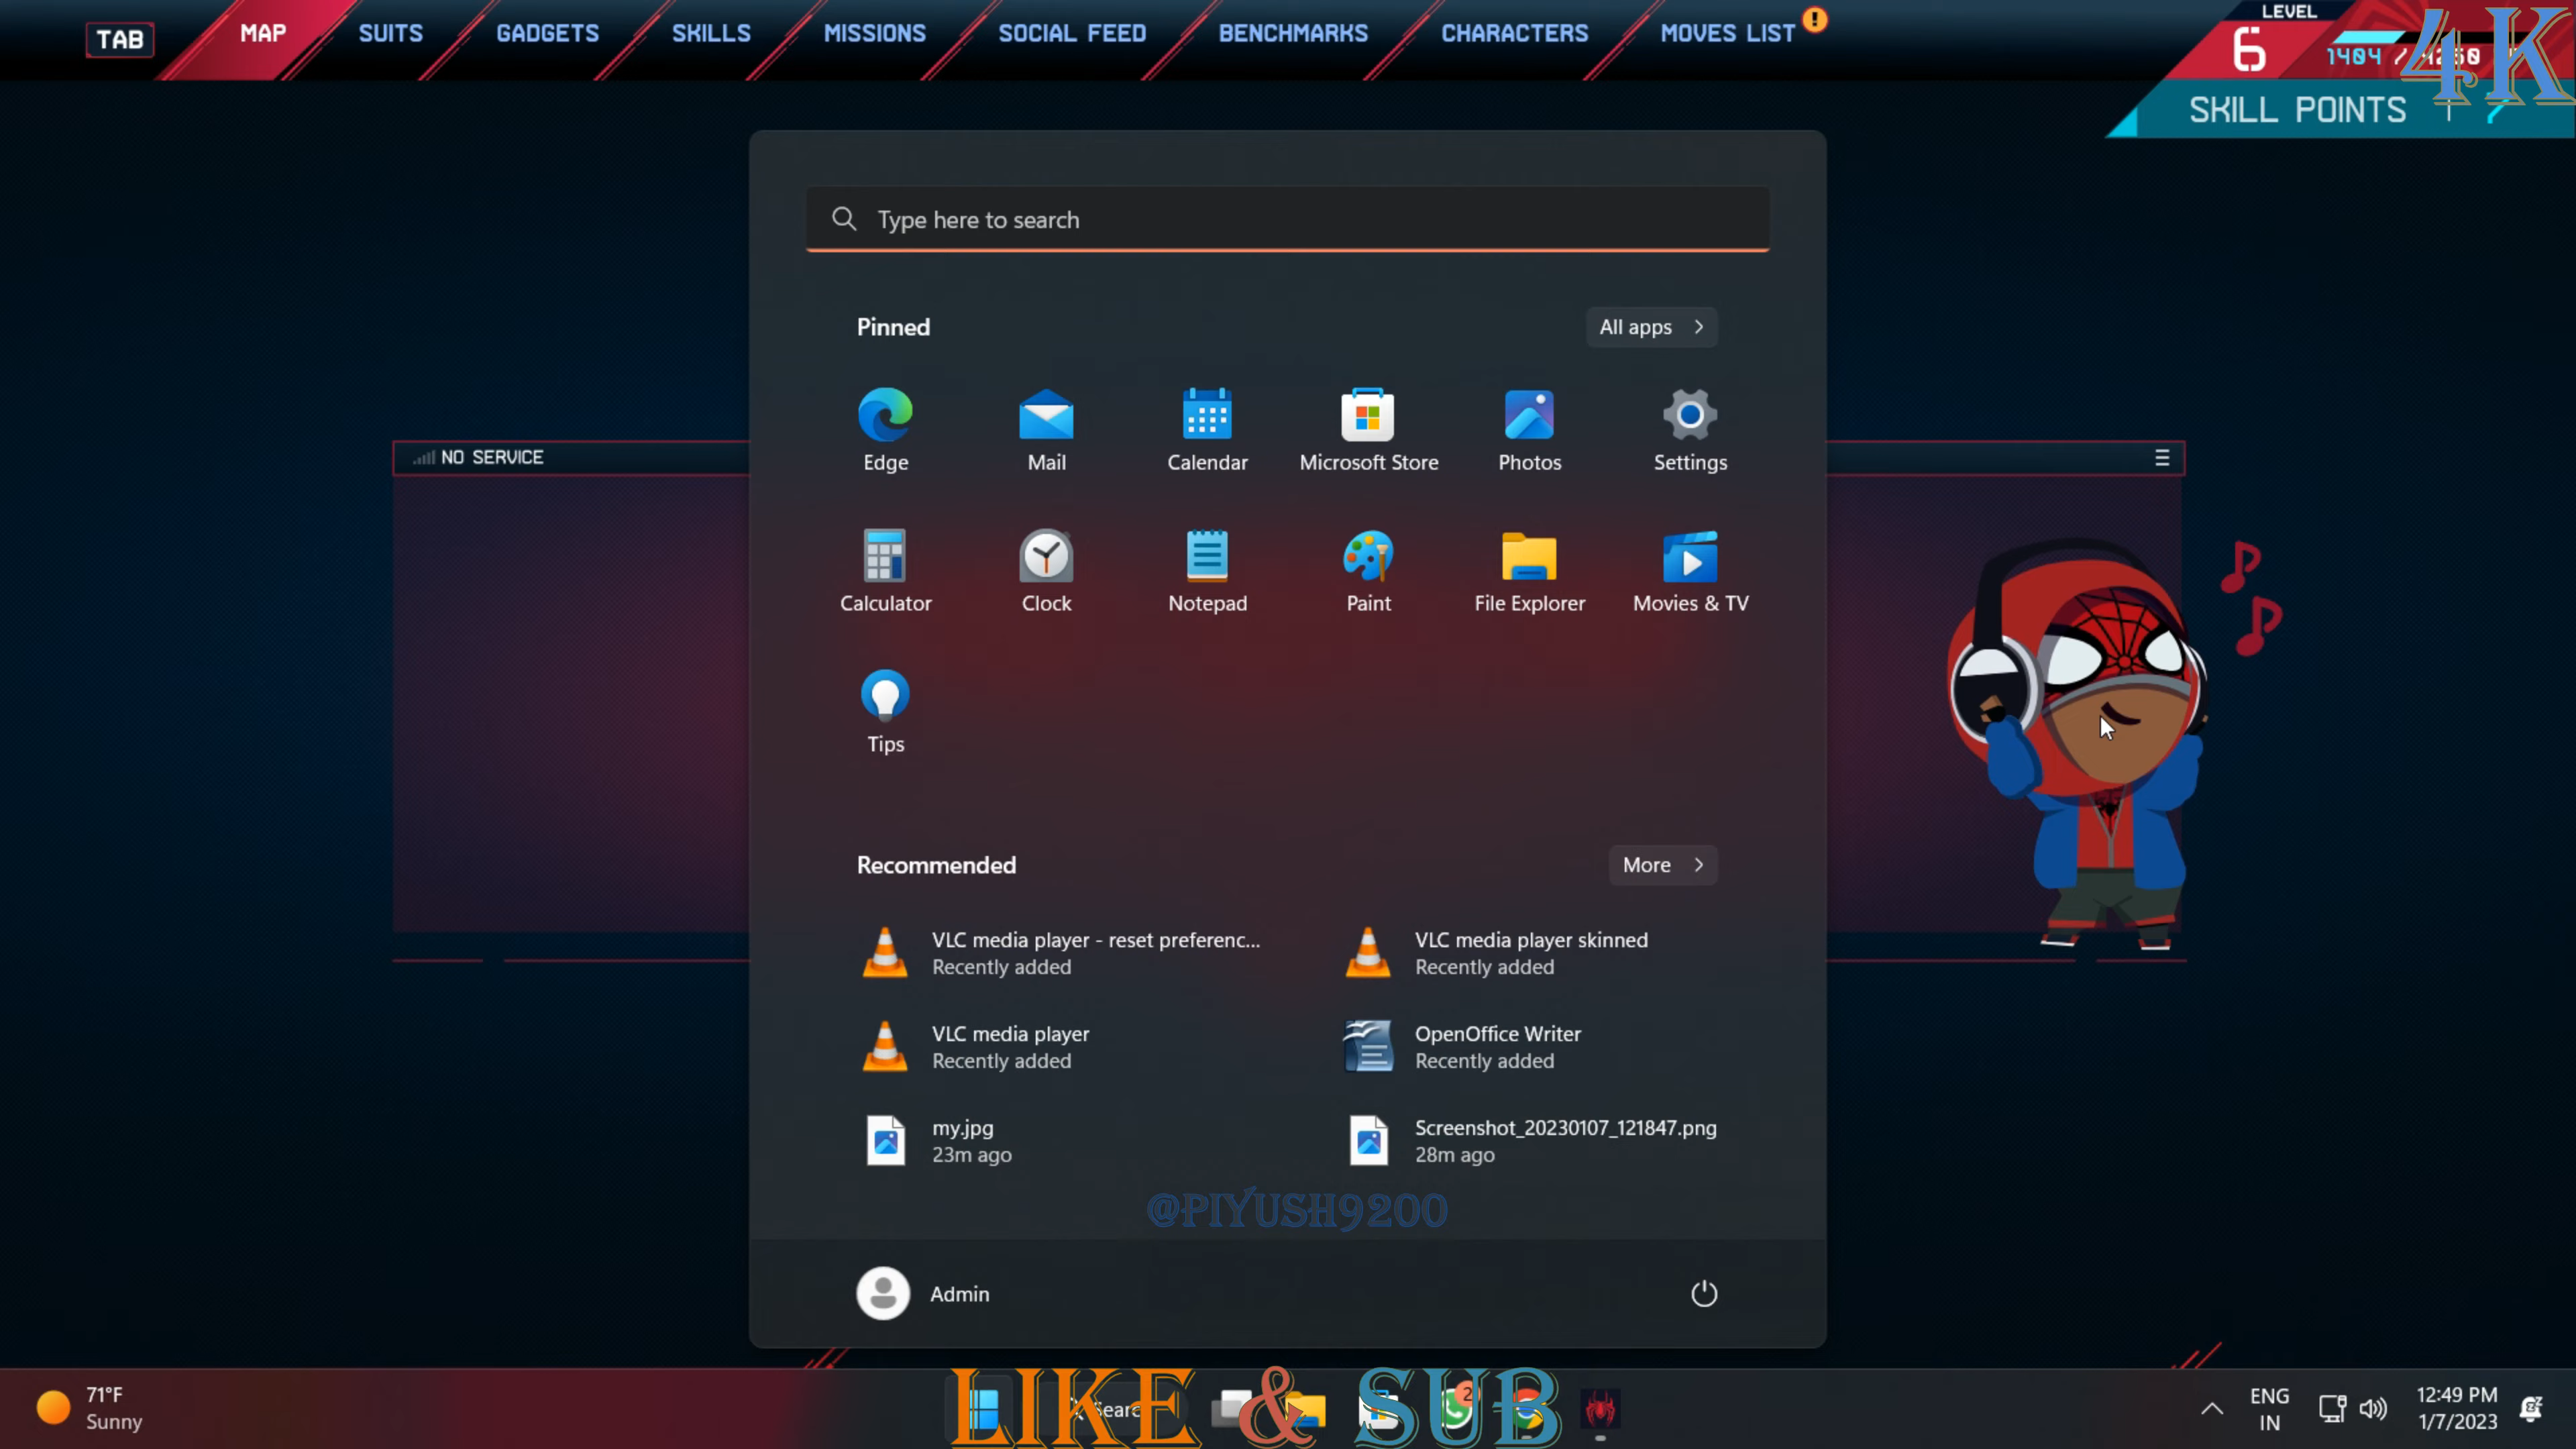 TAB MAP SUITS GADGETS SKILLS MISSIONS SOCIAL FEED BENCHMARKS CHARACTERS MOVES LIST !
LEVEL
6
1404 /
4K
SKILL POINTS
Type here to search
Pinned
All apps
Edge Mail Calendar Microsoft Store Photos Settings
NO SERVICE
Calculator Clock Notepad Paint File Explorer Movies & TV
Tips
Recommended
More
VLC media player - reset preferenc...
Recently added
VLC media player skinned
Recently added
VLC media player
Recently added
OpenOffice Writer
Recently added
my.jpg
23m ago
Screenshot_20230107_121847.png
28m ago
@PIYUSH9200
Admin
71°F
Sunny
LIKE & SUB
2
ENG
IN
12:49 PM
1/7/2023